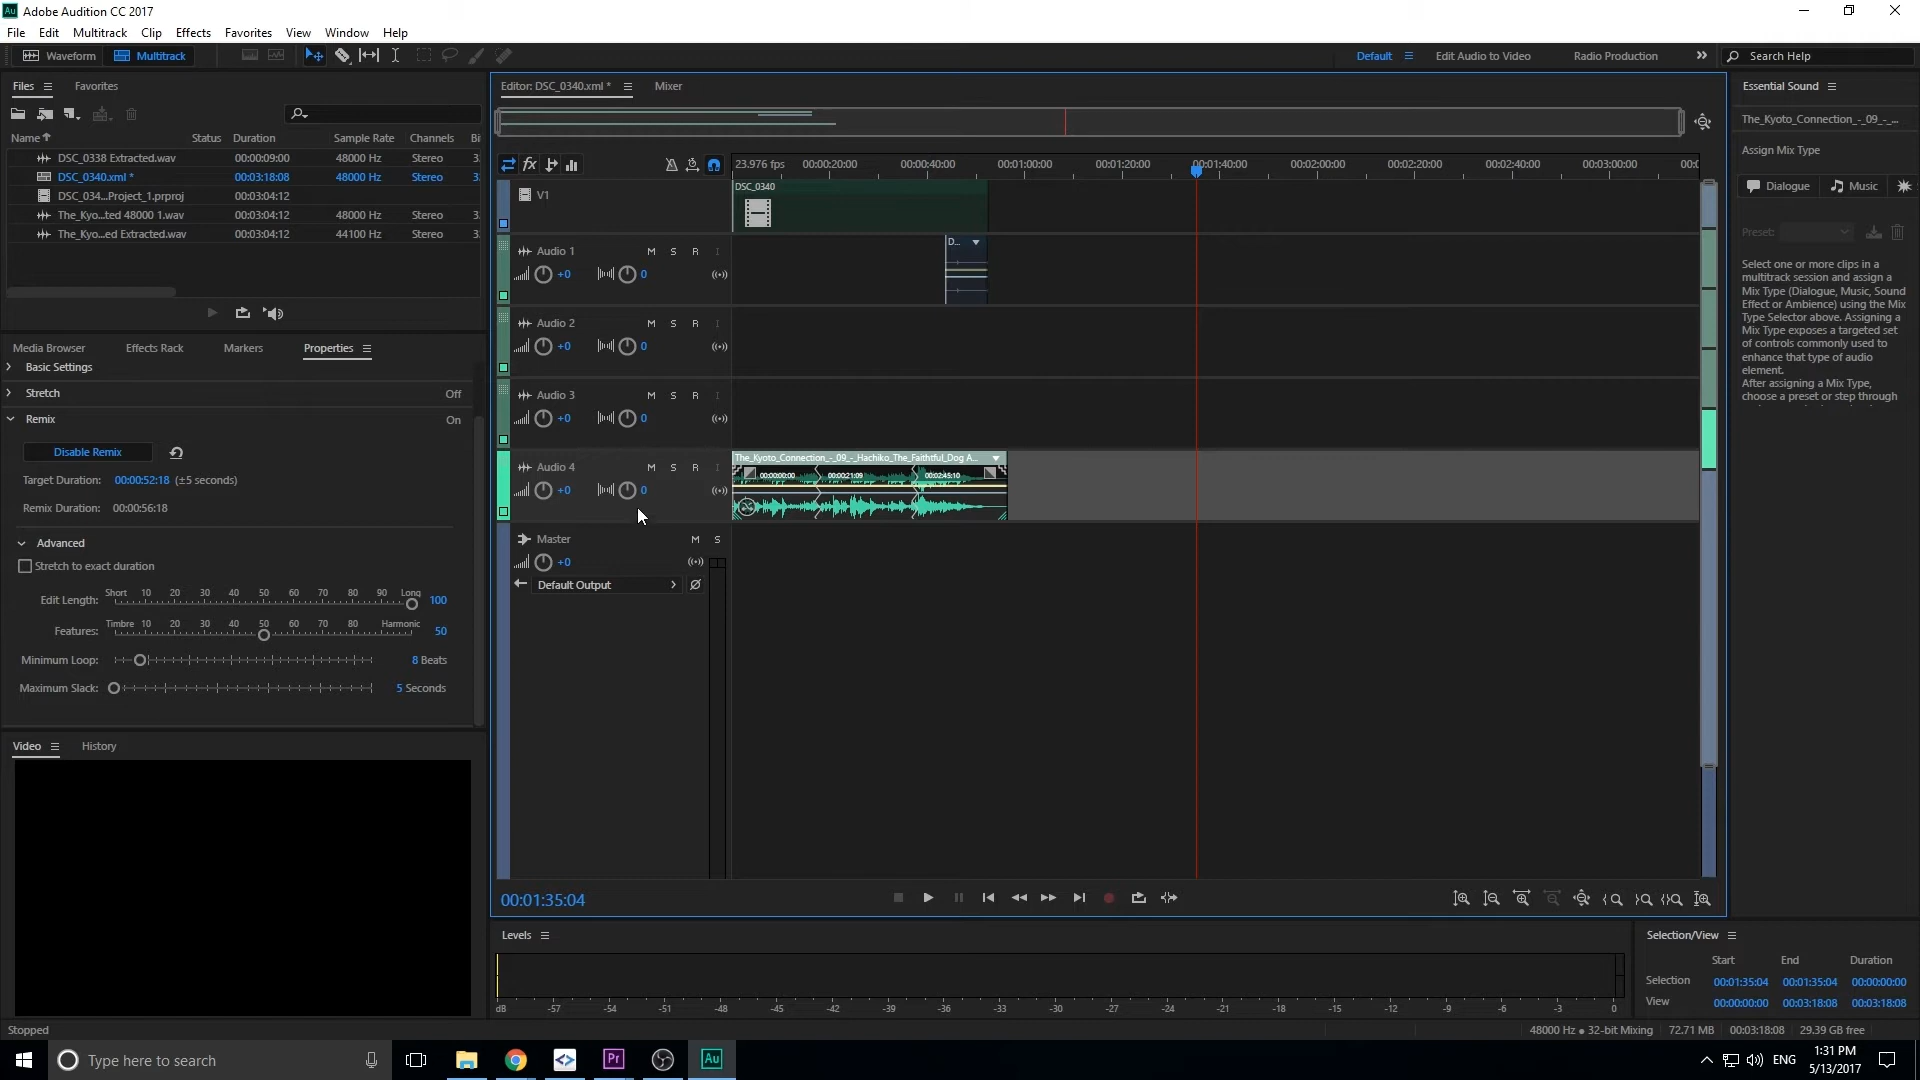 Adobe Audition CC 2017
File Edit Multitrack Clip Effects Favorites View Window Help
Waveform Multitrack Default Edit Audio to Video Radio Production Search Help
Files Favorites
Name Status Duration Sample Rate Channels Bi
DSC_0338 Extracted.wav 00:00:09:00 48000 Hz Stereo 3.
DSC_0340.xml * 00:03:18:08 48000 Hz Stereo 3.
DSC_034...Project_1.prproj 00:03:04:12
The_Kyo...ted 48000 1.wav 00:03:04:12 48000 Hz Stereo 3.
The_Kyo...ed Extracted.wav 00:03:04:12 44100 Hz Stereo 3.
Media Browser Effects Rack Markers Properties
Basic Settings
Stretch Off
Remix On
Disable Remix
Target Duration: 00:00:52:18 (±5 seconds)
Remix Duration: 00:00:56:18
Advanced
Stretch to exact duration
Short 10 20 30 40 50 60 70 80 90 Long
Edit Length: 100
Timbre 10 20 30 40 50 60 70 80 Harmonic
Features: 50
Minimum Loop: 8 Beats
Maximum Slack: 5 Seconds
Video History
Editor: DSC_0340.xml * Mixer
fx 23.976 fps 00:00:20:00 00:00:40:00 00:01:00:00 00:01:20:00 00:01:40:00 00:02:00:00 00:02:20:00 00:02:40:00 00:03:00:00 00:0
V1 DSC_0340
Audio 1 M S R I D...
+0 0
Audio 2 M S R I
+0 0
Audio 3 M S R I
+0 0
The_Kyoto_Connection_-_09_-_Hachiko_The_Faithtful_Dog A...
Audio 4 M S R I 00:00:00:00 00:00:21:09 00:02:45:10
+0 0
Master M S
+0
Default Output
00:01:35:04
Levels
dB -57 -54 -51 -48 -45 -42 -39 -36 -33 -30 -27 -24 -21 -18 -15 -12 -9 -6 -3 0
Essential Sound
The_Kyoto_Connection_-_09_-_...
Assign Mix Type
Dialogue Music
Preset:
Select one or more clips in a
multitrack session and assign a
Mix Type (Dialogue, Music, Sound
Effect or Ambience) using the Mix
Type Selector above. Assigning a
Mix Type exposes a targeted set
of controls commonly used to
enhance that type of audio
element.
After assigning a Mix Type,
choose a preset or step through
Selection/View
Start End Duration
Selection 00:01:35:04 00:01:35:04 00:00:00:00
View 00:00:00:00 00:03:18:08 00:03:18:08
Stopped 48000 Hz ● 32-bit Mixing 72.71 MB 00:03:18:08 29.39 GB free
Type here to search Pr Au ENG 1:31 PM
5/13/2017